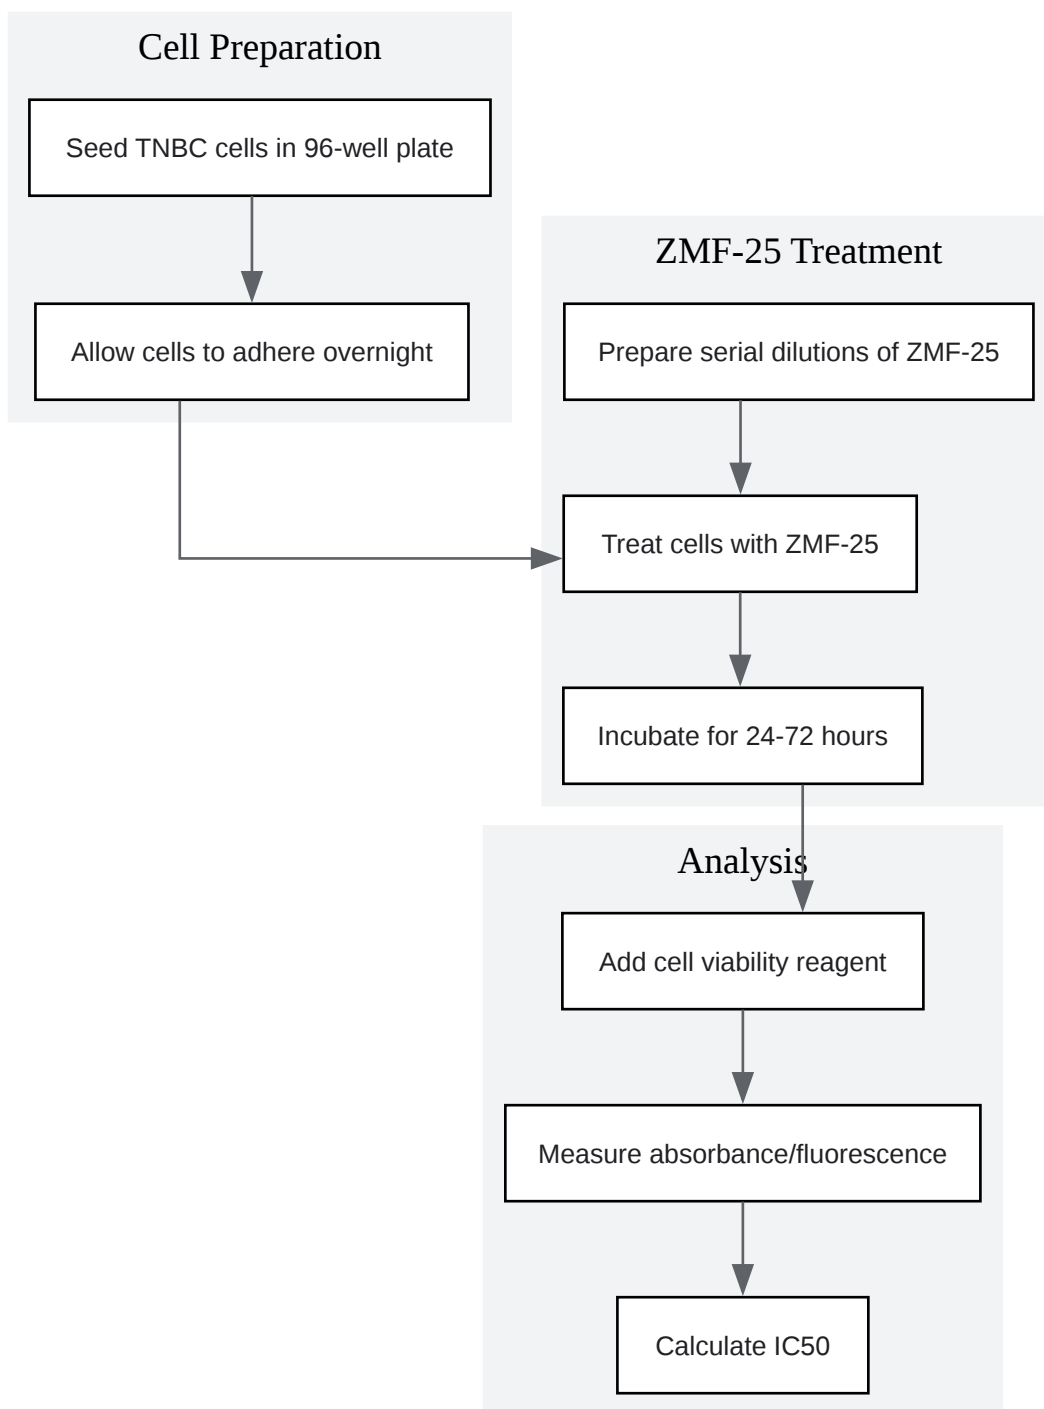 Cell Preparation
Seed TNBC cells in 96-well plate
Allow cells to adhere overnight
ZMF-25 Treatment
Prepare serial dilutions of ZMF-25
Treat cells with ZMF-25
Incubate for 24-72 hours
Analysis
Add cell viability reagent
Measure absorbance/fluorescence
Calculate IC50